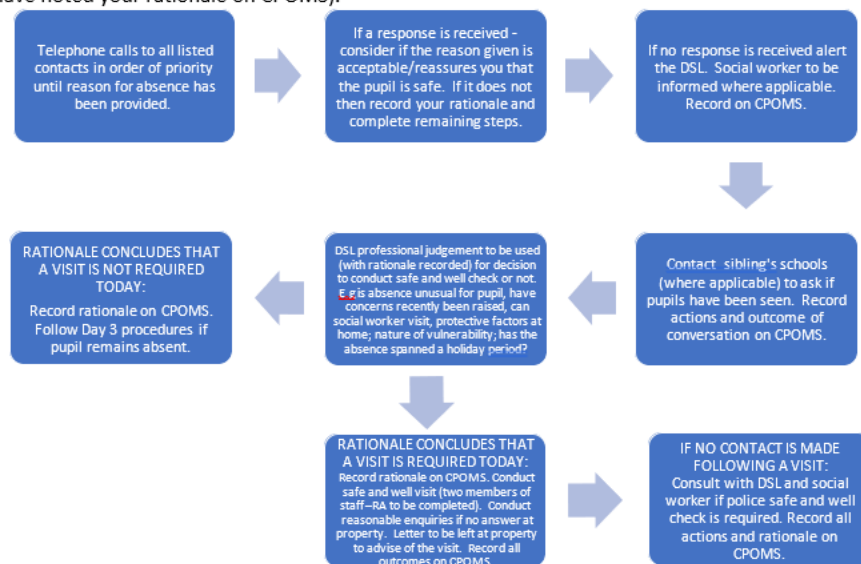 have noted your rationale on CPOMS).
Telephone calls to all listed
contacts in order of priority
until reason for absence has
been provided.
If a response is received -
consider if the reason given is
acceptable/reassures you that
the pupil is safe. If it does not
then record your rationale and
complete remaining steps.
If no response is received alert
the DSL. Social worker to be
informed where applicable.
Record on CPOMS.
Contact sibling's schools
(where applicable) to ask if
pupils have been seen. Record
actions and outcome of
conversation on CPOMS.
DSL professional judgement to be used
(with rationale recorded) for decision
to conduct safe and well check or not.
E.g is absence unusual for pupil, have
concerns recently been raised, can
social worker visit, protective factors at
home; nature of vulnerability; has the
absence spanned a holiday period?
RATIONALE CONCLUDES THAT
A VISIT IS NOT REQUIRED
TODAY:
Record rationale on CPOMS.
Follow Day 3 procedures if
pupil remains absent.
RATIONALE CONCLUDES THAT
A VISIT IS REQUIRED TODAY:
Record rationale on CPOMS. Conduct
safe and well visit (two members of
staff–RA to be completed). Conduct
reasonable enquiries if no answer at
property. Letter to be left at property
to advise of the visit. Record all
outcomes on CPOMS
IF NO CONTACT IS MADE
FOLLOWING A VISIT:
Consult with DSL and social
worker if police safe and well
check is required. Record all
actions and rationale on
CPOMS.